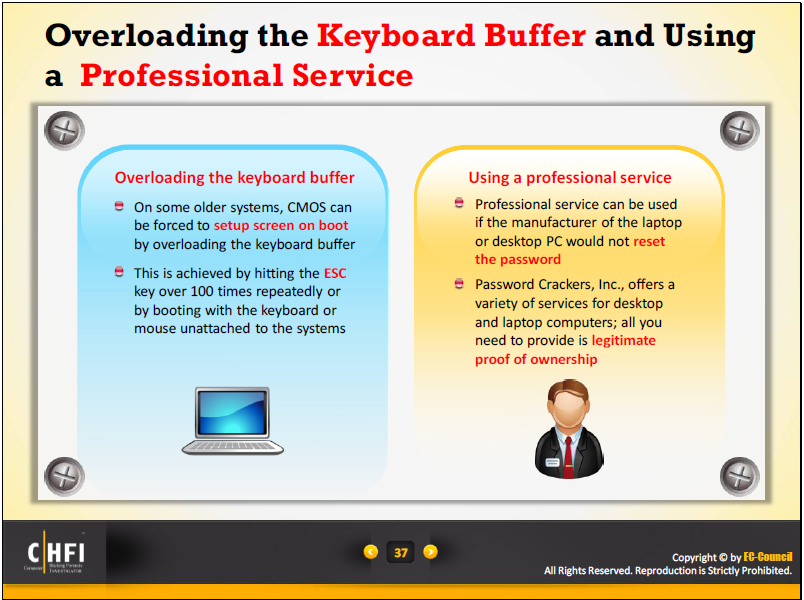 Overloading the Keyboard Buffer and Using
a Professional Service
Overloading the keyboard buffer
On some older systems, CMOS can
be forced to setup screen on boot
by overloading the keyboard buffer
This is achieved by hitting the ESC
key over 100 times repeatedly or
by booting with the keyboard or
mouse unattached to the systems
Using a professional service
Professional service can be used
if the manufacturer of the laptop
or desktop PC would not reset
the password
Password Crackers, Inc., offers a
variety of services for desktop
and laptop computers; all you
need to provide is legitimate
proof of ownership
CHFI
Computer
Hacking Forensic
INVESTIGATOR
37
Copyright © by EC-Council
All Rights Reserved. Reproduction is Strictly Prohibited.